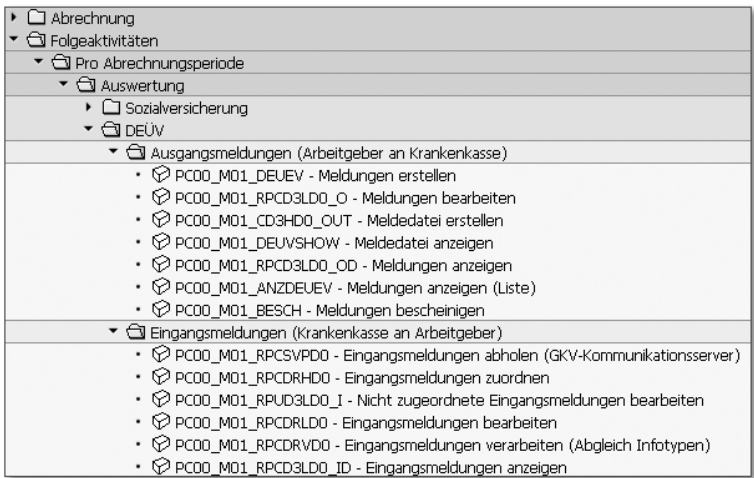 Abrechnung
Folgeaktivitäten
Pro Abrechnungsperiode
Auswertung
Sozialversicherung
DEÜV
Ausgangsmeldungen (Arbeitgeber an Krankenkasse)
PC00_M01_DEUEV - Meldungen erstellen
PC00_M01_RPCD3LD0_O - Meldungen bearbeiten
PC00_M01_CD3HD0_OUT - Meldedatei erstellen
PC00_M01_DEUVSHOW - Meldedatei anzeigen
PC00_M01_RPCD3LD0_OD - Meldungen anzeigen
PC00_M01_ANZDEUEV - Meldungen anzeigen (Liste)
PC00_M01_BESCH - Meldungen bescheinigen
Eingangsmeldungen (Krankenkasse an Arbeitgeber)
PC00_M01_RPCSVPD0 - Eingangsmeldungen abholen (GKV-Kommunikationsserver)
PC00_M01_RPCDRHD0 - Eingangsmeldungen zuordnen
PC00_M01_RPUD3LD0_I - Nicht zugeordnete Eingangsmeldungen bearbeiten
PC00_M01_RPCDRLD0 - Eingangsmeldungen bearbeiten
PC00_M01_RPCDRVD0 - Eingangsmeldungen verarbeiten (Abgleich Infotypen)
PC00_M01_RPCD3LD0_ID - Eingangsmeldungen anzeigen